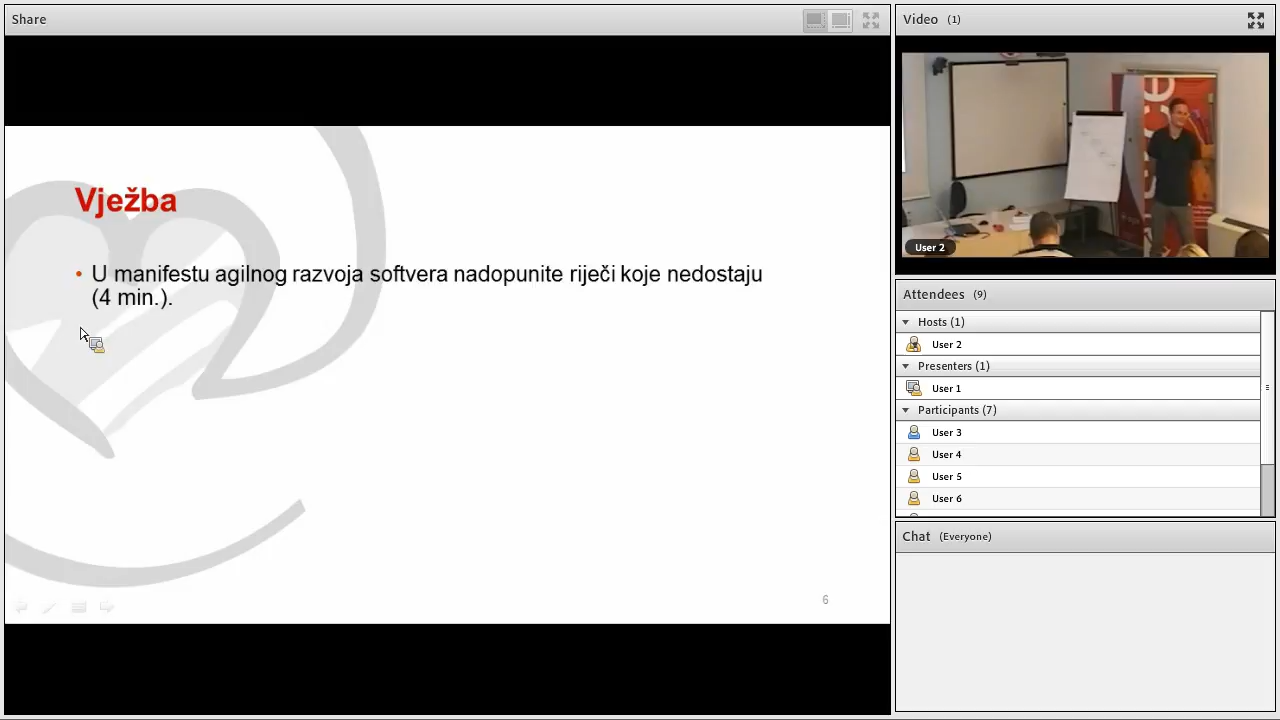 Share
Vježba
• U manifestu agilnog razvoja softvera nadopunite riječi koje nedostaju
(4 min.).
6
Video (1)
User 2
Attendees (9)
Hosts (1)
User 2
Presenters (1)
User 1
Participants (7)
User 3
User 4
User 5
User 6
Chat (Everyone)